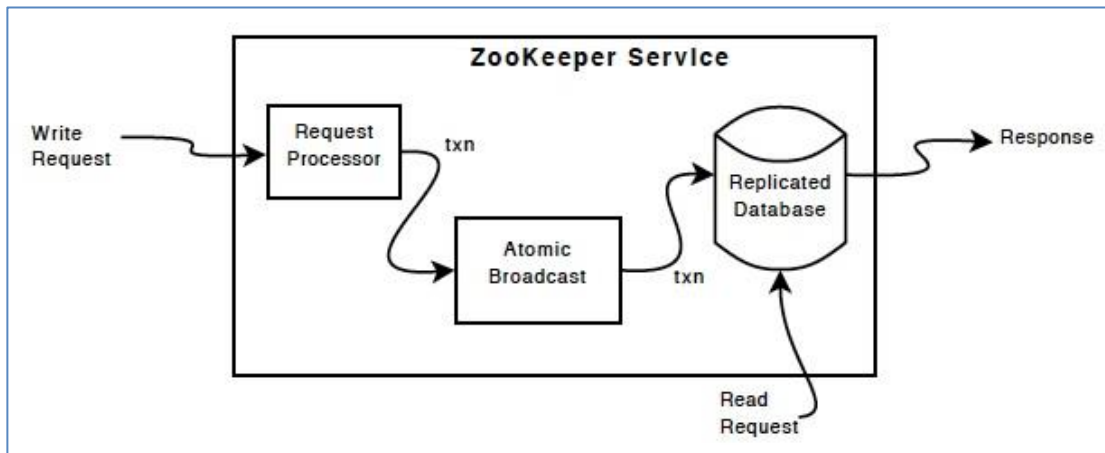 ZooKeeper Service
Write
Request
Request
Processor
txn
Atomic
Broadcast
txn
Replicated
Database
Response
Read
Request